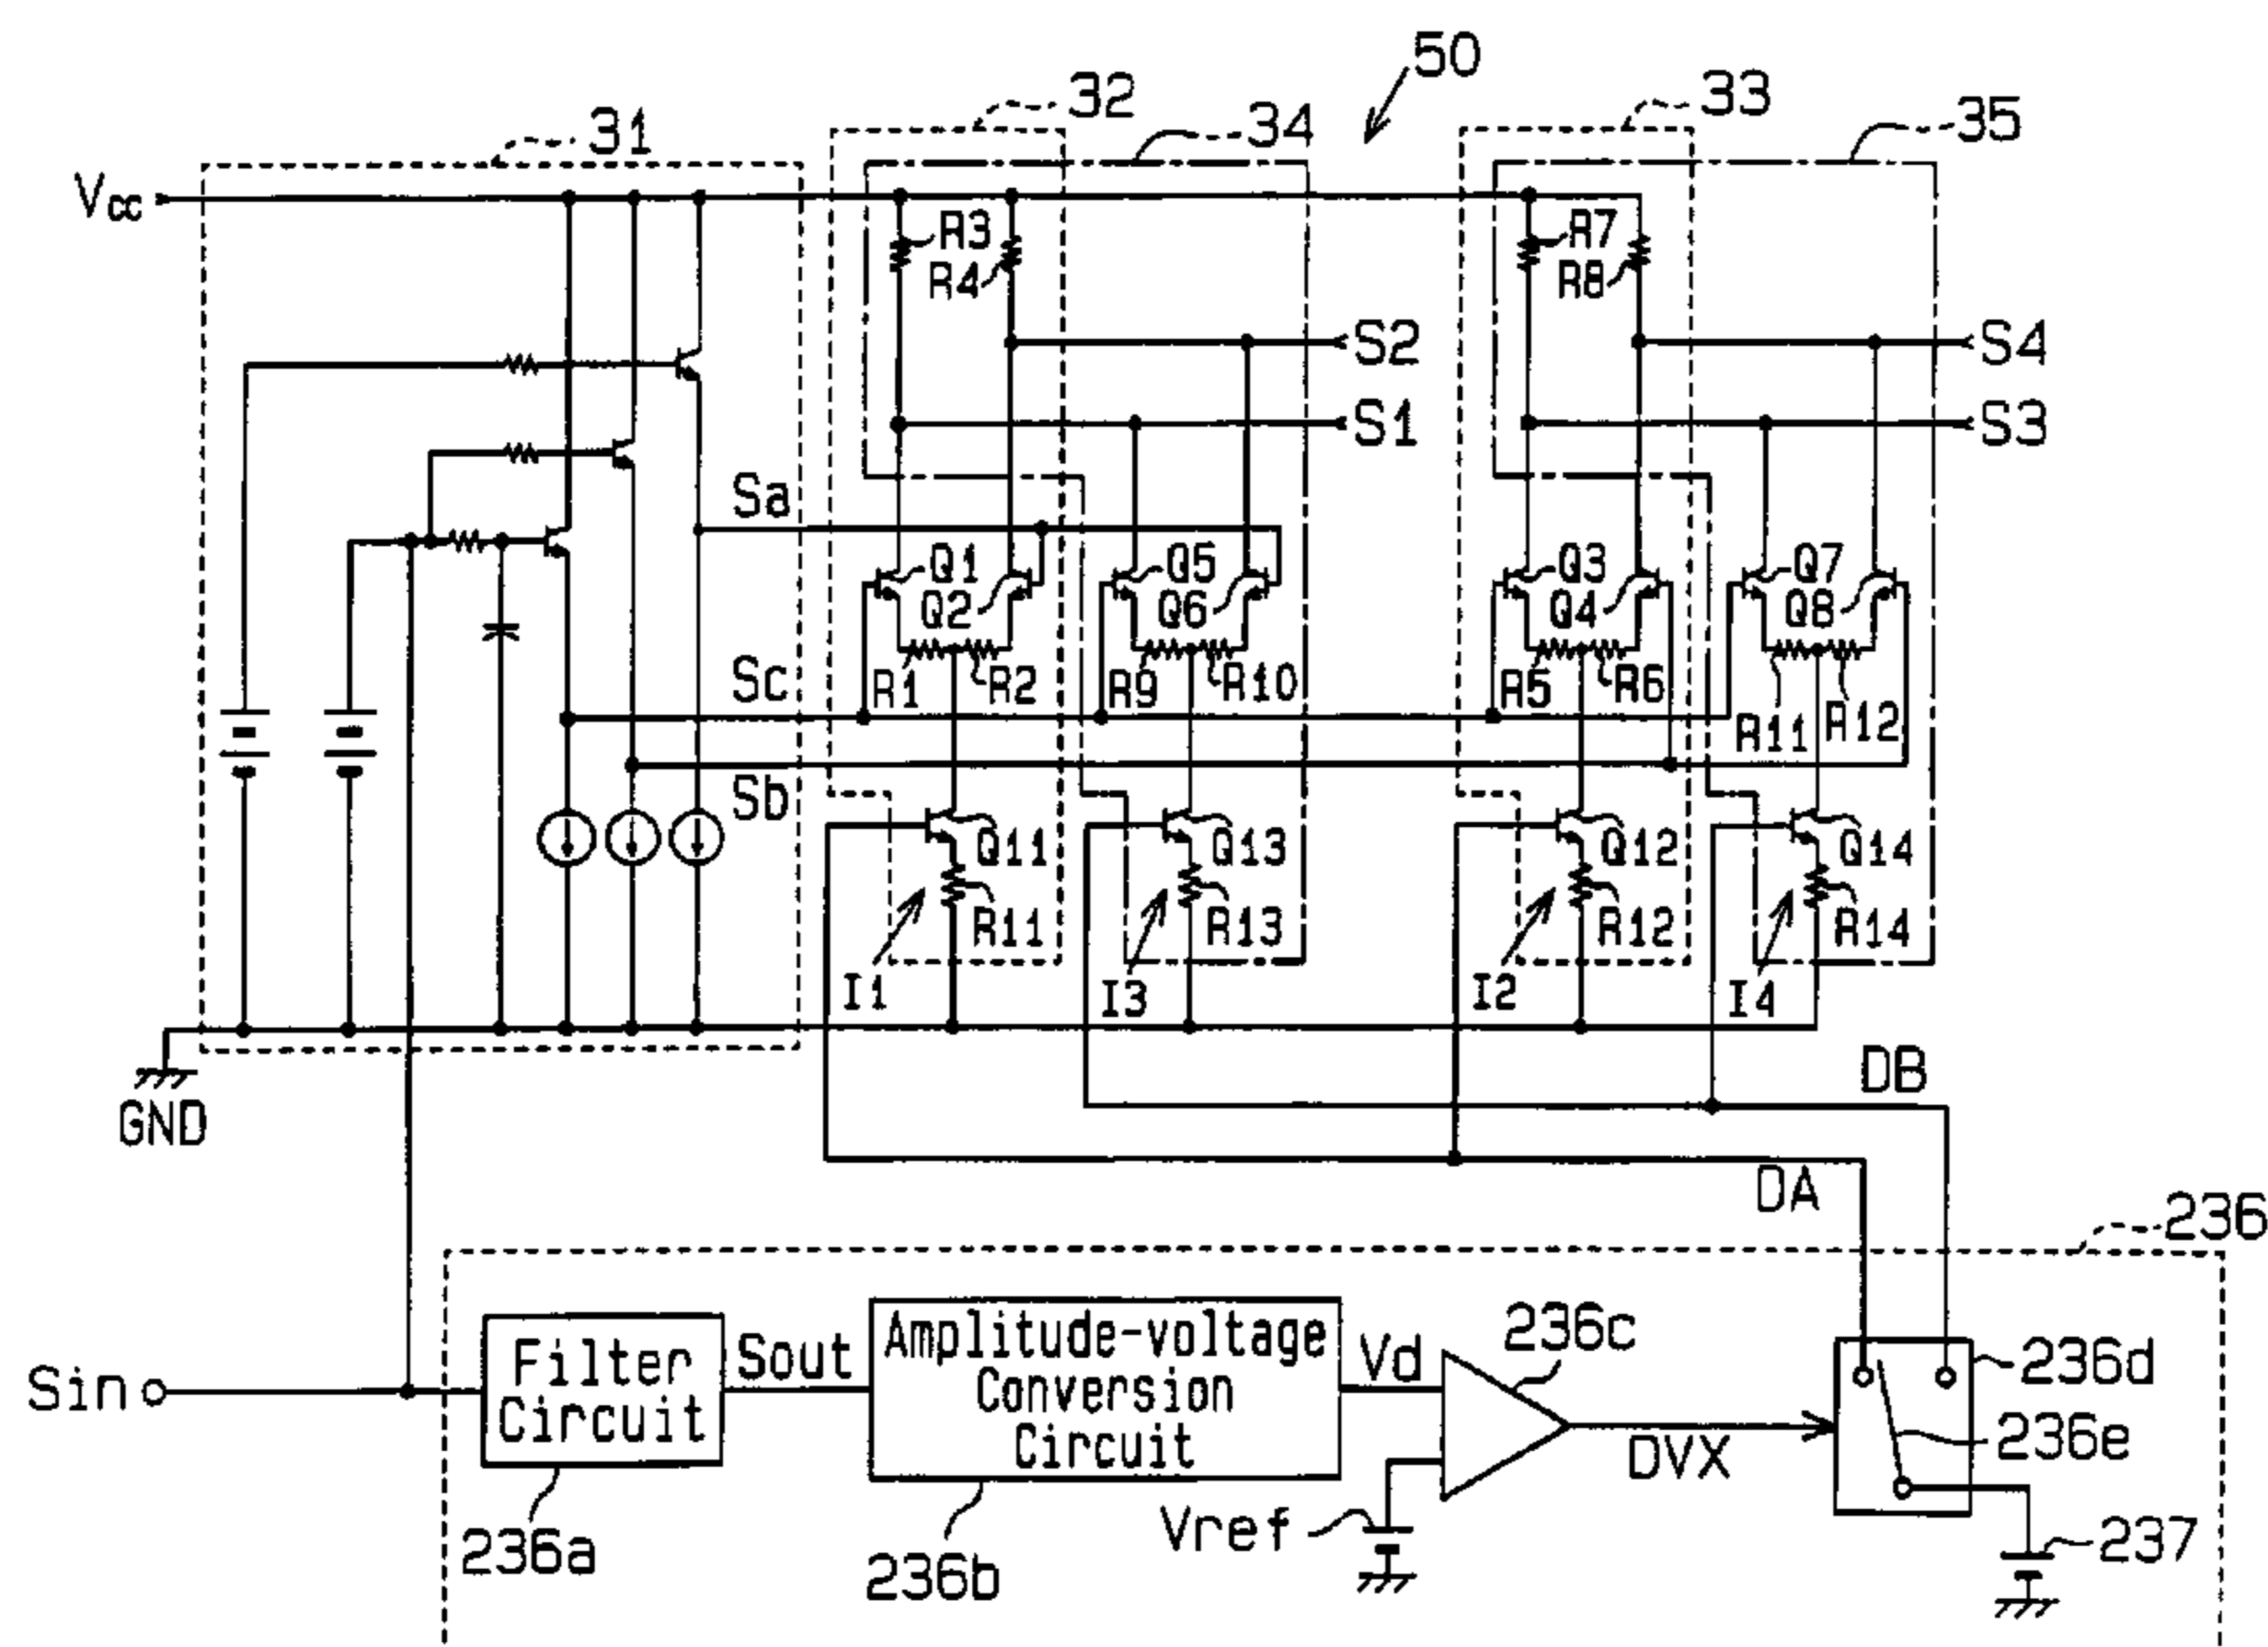 50
32
33
31
34
35
Vcc
R3
R7
R4
R8
S2
S4
S1
S3
Sa
Q1
Q5
Q3
Q7
Q2
Q6
Q4
Q8
Sc
R1
R2
R9
R10
R5
R6
R11
R12
Sb
Q11
Q13
Q12
Q14
R11
R13
R12
R14
I1
I3
I2
I4
DB
GND
DA
236
Filter
Circuit
Sout
Amplitude-voltage
Conversion
Circuit
Vd
236c
236d
Sin
DVX
236e
Vref
237
236a
236b